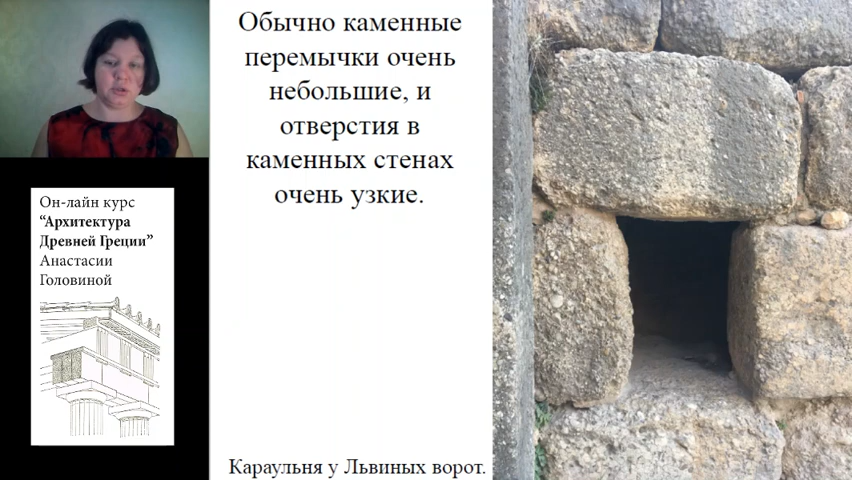 Обычно каменные
перемычки очень
небольшие, и
отверстия в
каменных стенах
очень узкие.
Он-лайн курс
“Архитектура
Древней Греции”
Анастасии
Головиной
Караульня у Львиных ворот.